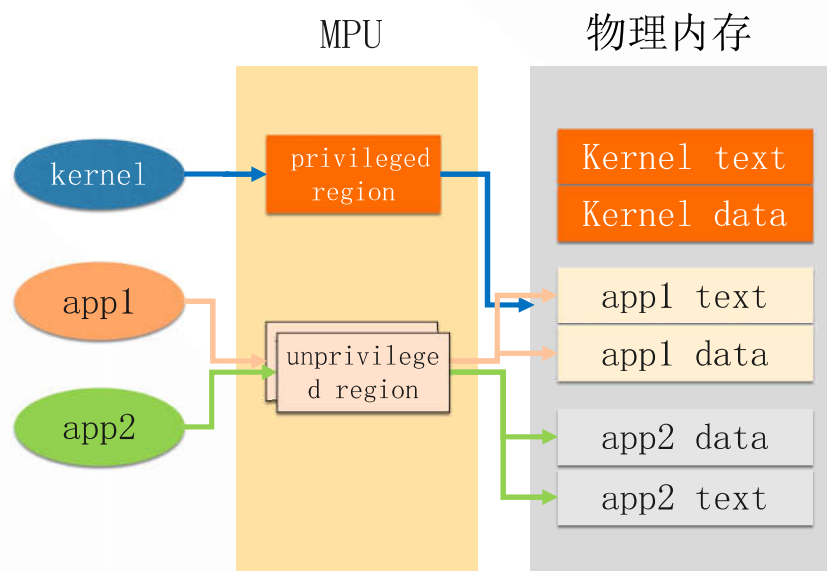 MPU
物理内存
kernel
privileged
region
Kernel text
Kernel data
app1
app1 text
unprivilege
d region
app1 data
app2
app2 data
app2 text